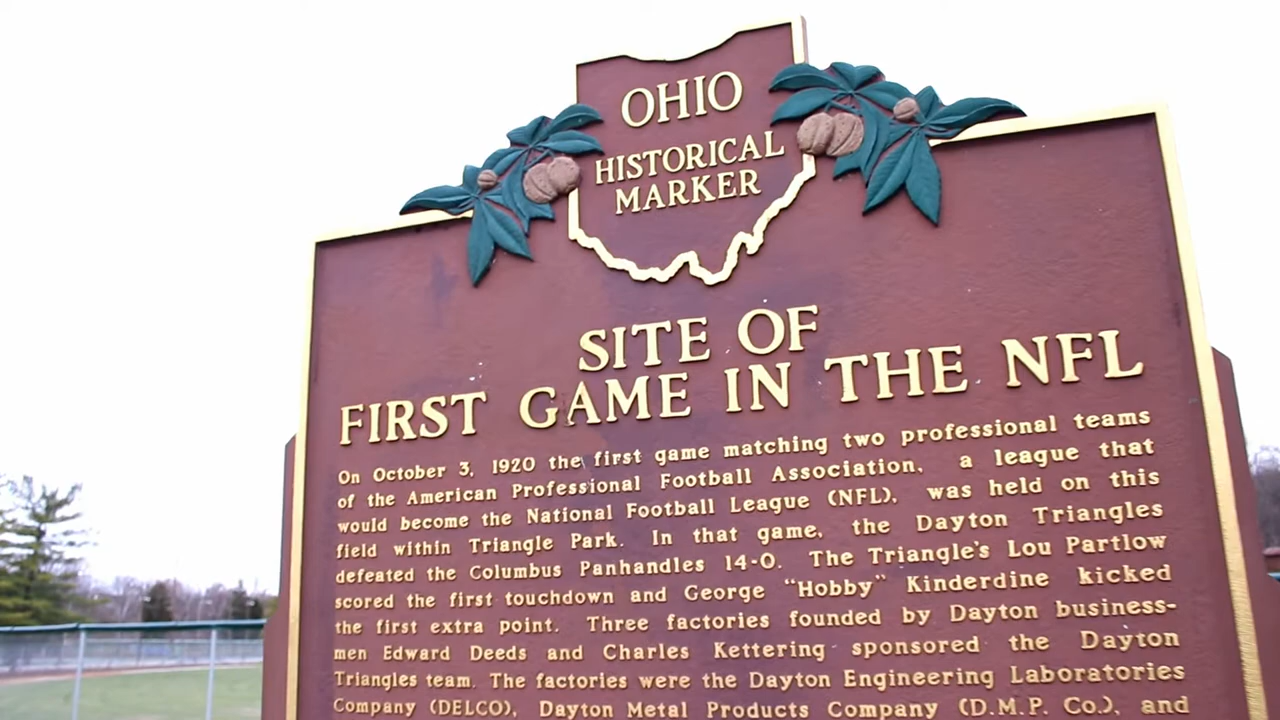 OHIO
HISTORICAL
MARKER
SITE OF
FIRST GAME IN THE NFL
On October 3, 1920 the first game matching two professional teams
of the American Professional Football Association, a league that
would become the National Football League (NFL), was held on this
field within Triangle Park. In that game, the Dayton Triangles
defeated the Columbus Panhandles 14-0. The Triangle's Lou Partlow
scored the first touchdown and George "Hobby" Kinderdine kicked
the first extra point. Three factories founded by Dayton business-
men Edward Deeds and Charles Kettering sponsored the Dayton
Triangles team. The factories were the Dayton Engineering Laboratories
Company (DELCO), Dayton Metal Products Company (D.M.P. Co.), and